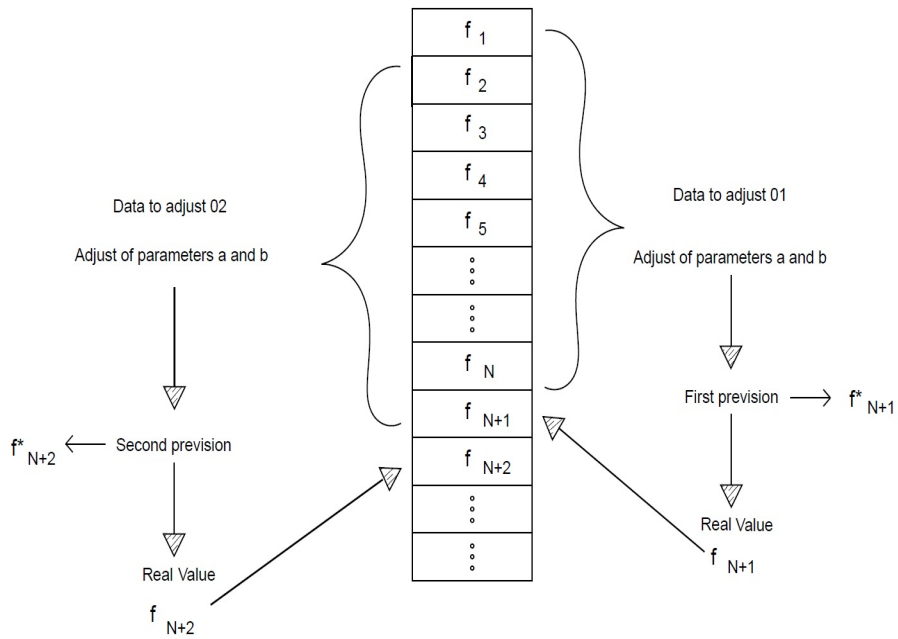 f 1
f 2
f 3
f 4
f 5
f N
f N+1
f N+2
Data to adjust 02
Adjust of parameters a and b
Second prevision
f* N+2
Real Value
f N+2
Data to adjust 01
Adjust of parameters a and b
First prevision
f* N+1
Real Value
f N+1